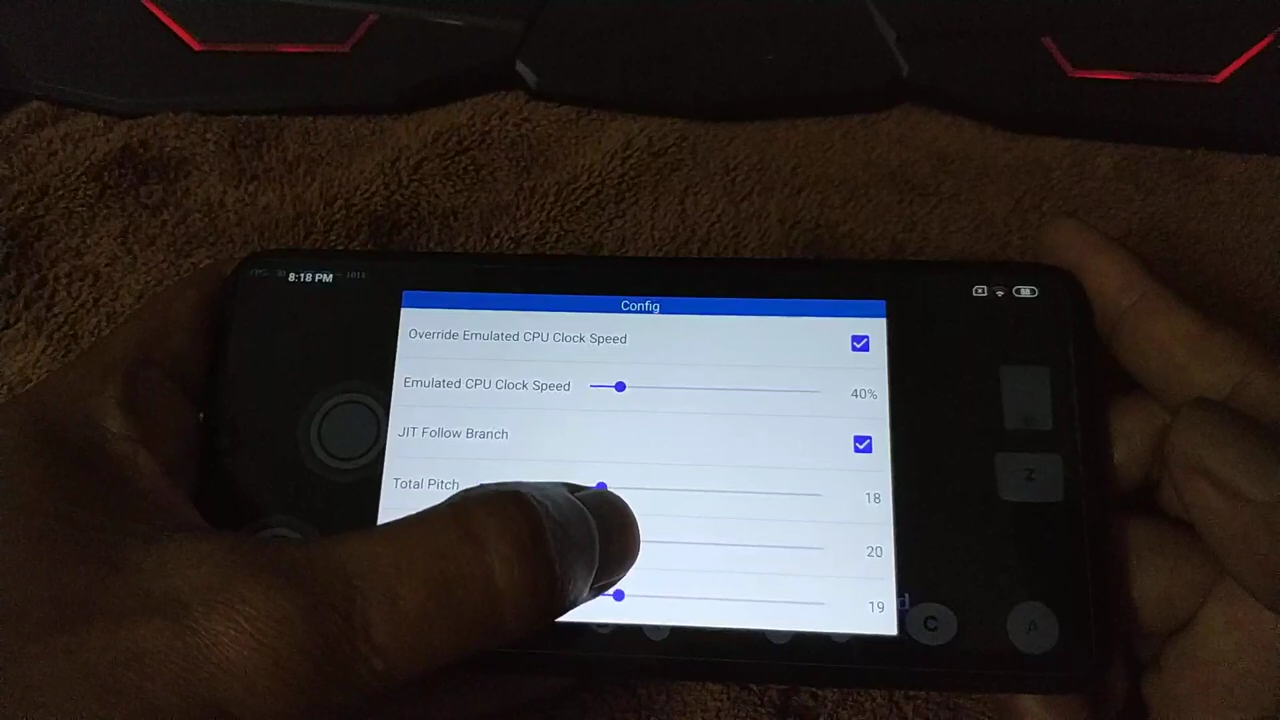 8:18 PM
88
Config
Override Emulated CPU Clock Speed
Emulated CPU Clock Speed 40%
JIT Follow Branch
Total Pitch 18
20
19
Z
C
A